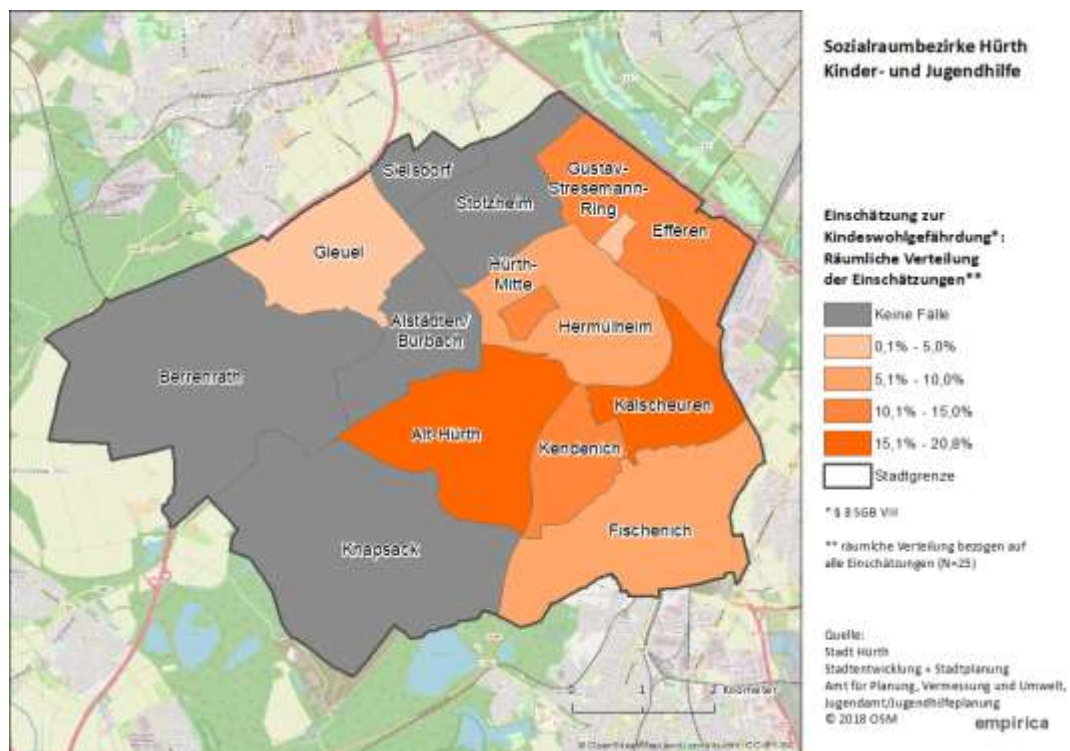 Sozialraumbezirke Hürth
Kinder- und Jugendhilfe
Einschätzung zur
Kindeswohlgefährdung*:
Räumliche Verteilung
der Einschätzungen**
Keine Fälle
0,1% - 5,0%
5,1% - 10,0%
10,1% - 15,0%
15,1% - 20,8%
Stadtgrenze
* § 8 SGB VIII
** räumliche Verteilung bezogen auf
alle Einschätzungen (N=25)
Quelle:
Stadt Hürth
Stadtentwicklung + Stadtplanung
Amt für Planung, Vermessung und Umwelt,
Jugendamt/Jugendhilfeplanung
© 2018 OSM
empirica
Sielsdorf
Stotzheim
Gustav-
Stresemann-
Ring
Efferen
Gleuel
Hürth-
Mitte
Hermülheim
Alstädten/
Burbach
Berrenrath
Kalscheuren
Alt-Hürth
Kendenich
Fischenich
Knapsack
0 1 2 Kilometer